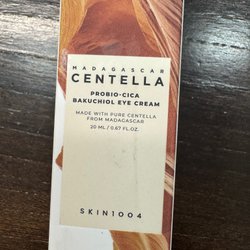 MADAGASCAR
CENTELLA
PROBIO-CICA
BAKUCHIOL EYE CREAM
MADE WITH PURE CENTELLA
FROM MADAGASCAR
20 ML / 0.67 FL.OZ.
SKIN1004